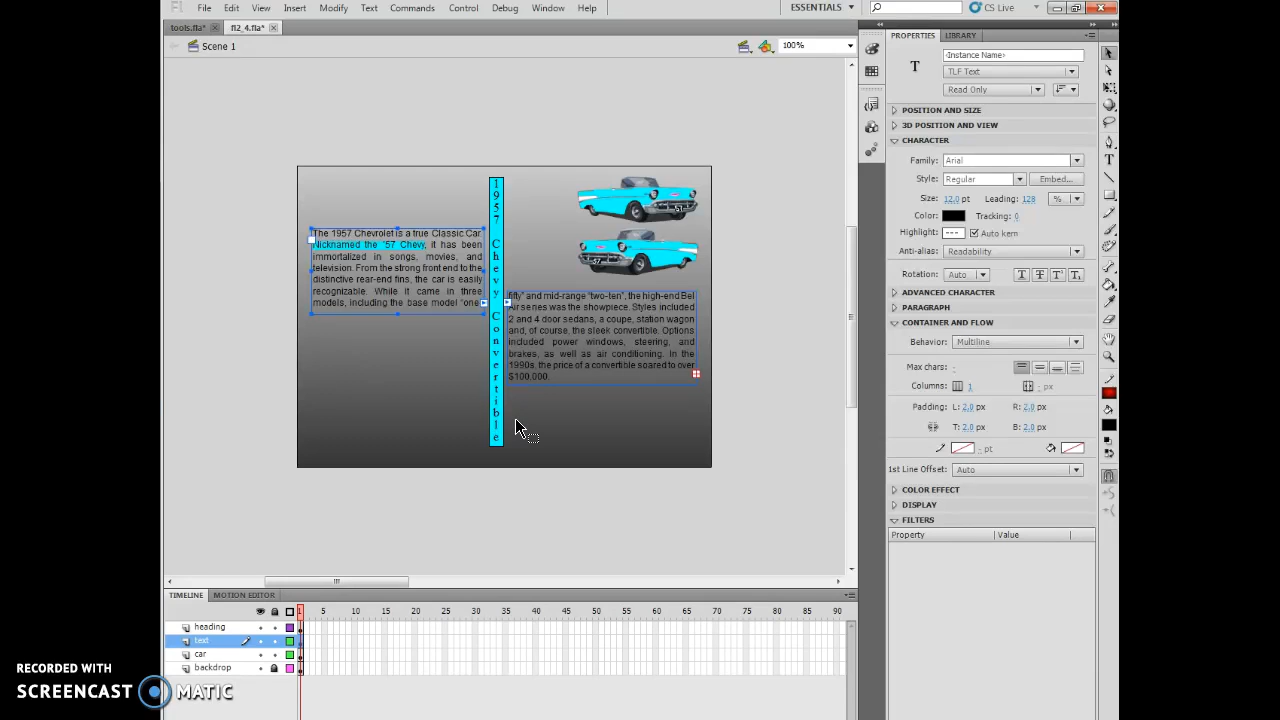 File Edit View Insert Modify Text Commands Control Debug Window Help
ESSENTIALS
CS Live
tools.fla*
fl2_4.fla*
Scene 1
100%
The 1957 Chevrolet is a true Classic Car
Nicknamed the '57 Chevy, it has been
immortalized in songs, movies, and
television. From the strong front end to the
distinctive rear-end fins, the car is easily
recognizable. While it came in three
models, including the base model "one
1957 Chevy Convertible
57
57
fifty" and mid-range "two-ten", the high-end Bel
Air series was the showpiece. Styles included
2 and 4 door sedans, a coupe, station wagon
and, of course, the sleek convertible. Options
included power windows, steering, and
brakes, as well as air conditioning. In the
1990s, the price of a convertible soared to over
$100,000.
PROPERTIES LIBRARY
T
<Instance Name>
TLF Text
Read Only
POSITION AND SIZE
3D POSITION AND VIEW
CHARACTER
Family: Arial
Style: Regular Embed...
Size: 12.0 pt Leading: 128 %
Color: Tracking: 0
Highlight: Auto kern
Anti-alias: Readability
Rotation: Auto
ADVANCED CHARACTER
PARAGRAPH
CONTAINER AND FLOW
Behavior: Multiline
Max chars: -
Columns: 1 - px
Padding: L: 2.0 px R: 2.0 px
T: 2.0 px B: 2.0 px
- pt
1st Line Offset: Auto
COLOR EFFECT
DISPLAY
FILTERS
Property Value
TIMELINE MOTION EDITOR
1 5 10 15 20 25 30 35 40 45 50 55 60 65 70 75 80 85 90
heading
text
car
backdrop
RECORDED WITH
SCREENCAST MATIC